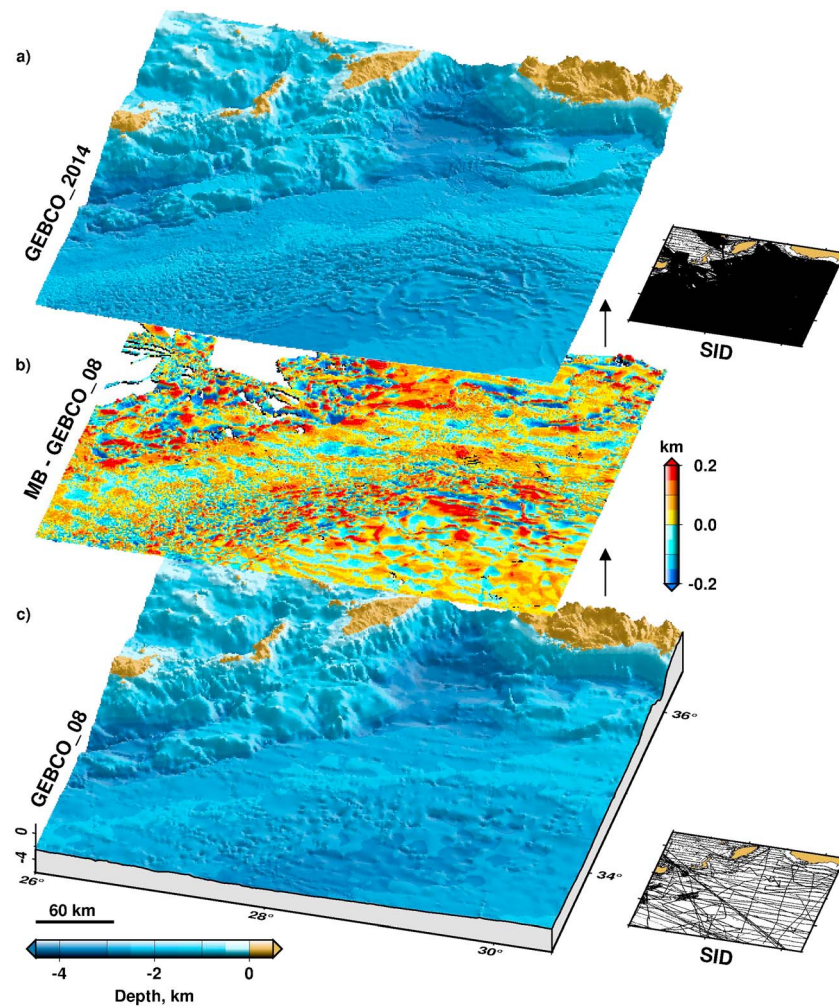 a)
GEBCO_2014
SID
b)
MB - GEBCO_08
km
0.2
0.0
-0.2
c)
GEBCO_08
36°
0
-4
26°
34°
28°
30°
60 km
SID
-4 -2 0
Depth, km